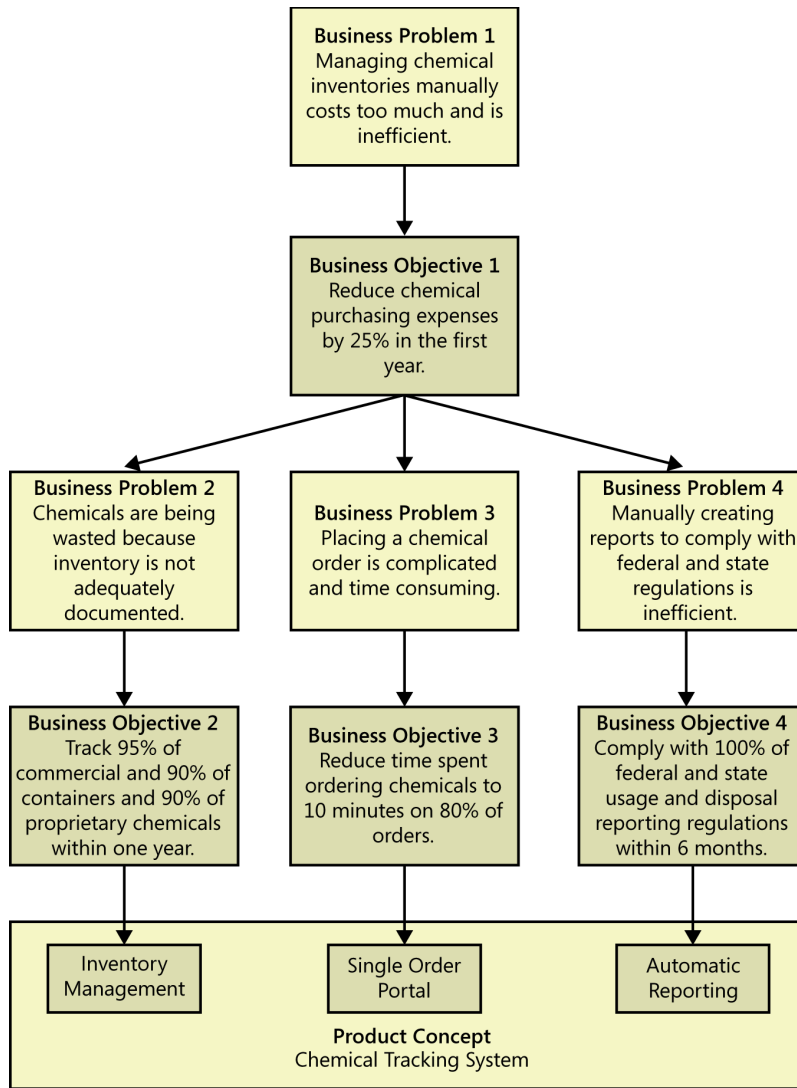 Business Problem 1
Managing chemical
inventories manually
costs too much and is
inefficient.
Business Objective 1
Reduce chemical
purchasing expenses
by 25% in the first
year.
Business Problem 2
Chemicals are being
wasted because
inventory is not
adequately
documented.
Business Problem 3
Placing a chemical
order is complicated
and time consuming.
Business Problem 4
Manually creating
reports to comply with
federal and state
regulations is
inefficient.
Business Objective 2
Track 95% of
commercial and 90% of
containers and 90% of
proprietary chemicals
within one year.
Business Objective 3
Reduce time spent
ordering chemicals to
10 minutes on 80% of
orders.
Business Objective 4
Comply with 100% of
federal and state
usage and disposal
reporting regulations
within 6 months.
Inventory
Management
Single Order
Portal
Automatic
Reporting
Product Concept
Chemical Tracking System